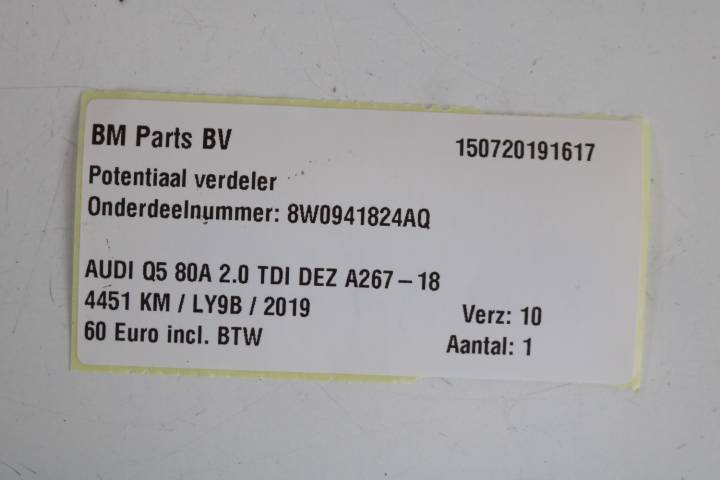 BM Parts BV 150720191617
Potentiaal verdeler
Onderdeelnummer: 8W0941824AQ
AUDI Q5 80A 2.0 TDI DEZ A267-18
4451 KM / LY9B / 2019 Verz: 10
60 Euro incl. BTW Aantal: 1